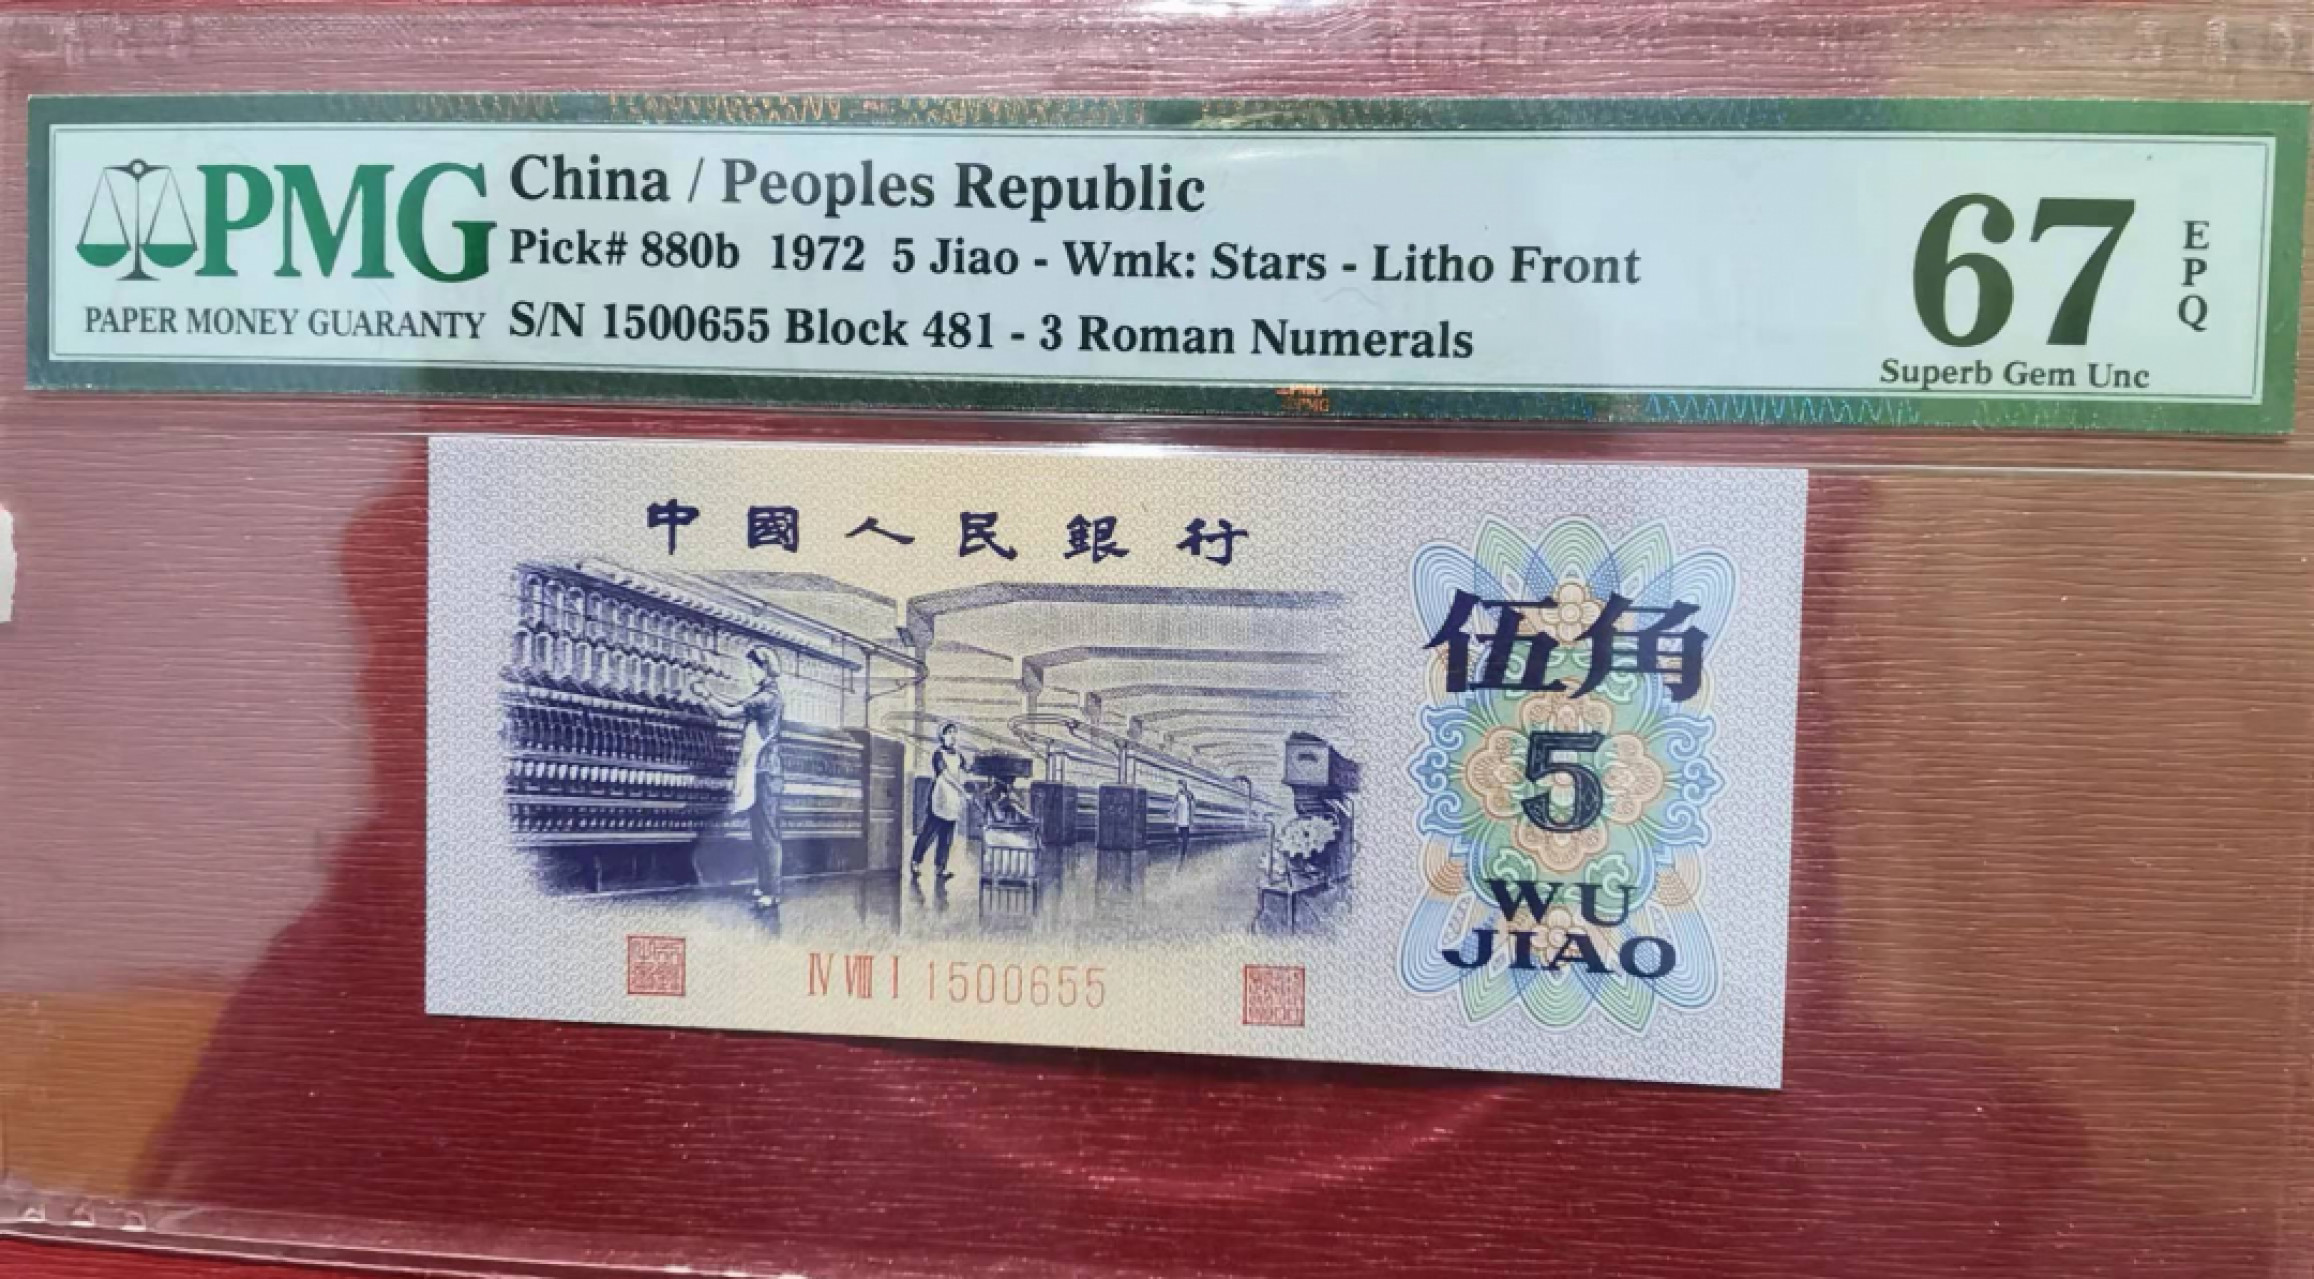 PMG
PAPER MONEY GUARANTY
China / Peoples Republic
Pick# 880b 1972 5 Jiao - Wmk: Stars - Litho Front
S/N 1500655 Block 481 - 3 Roman Numerals
67
EPQ
Superb Gem Unc
中國人民銀行
伍角
5
WU
JIAO
IV VIII I 1500655